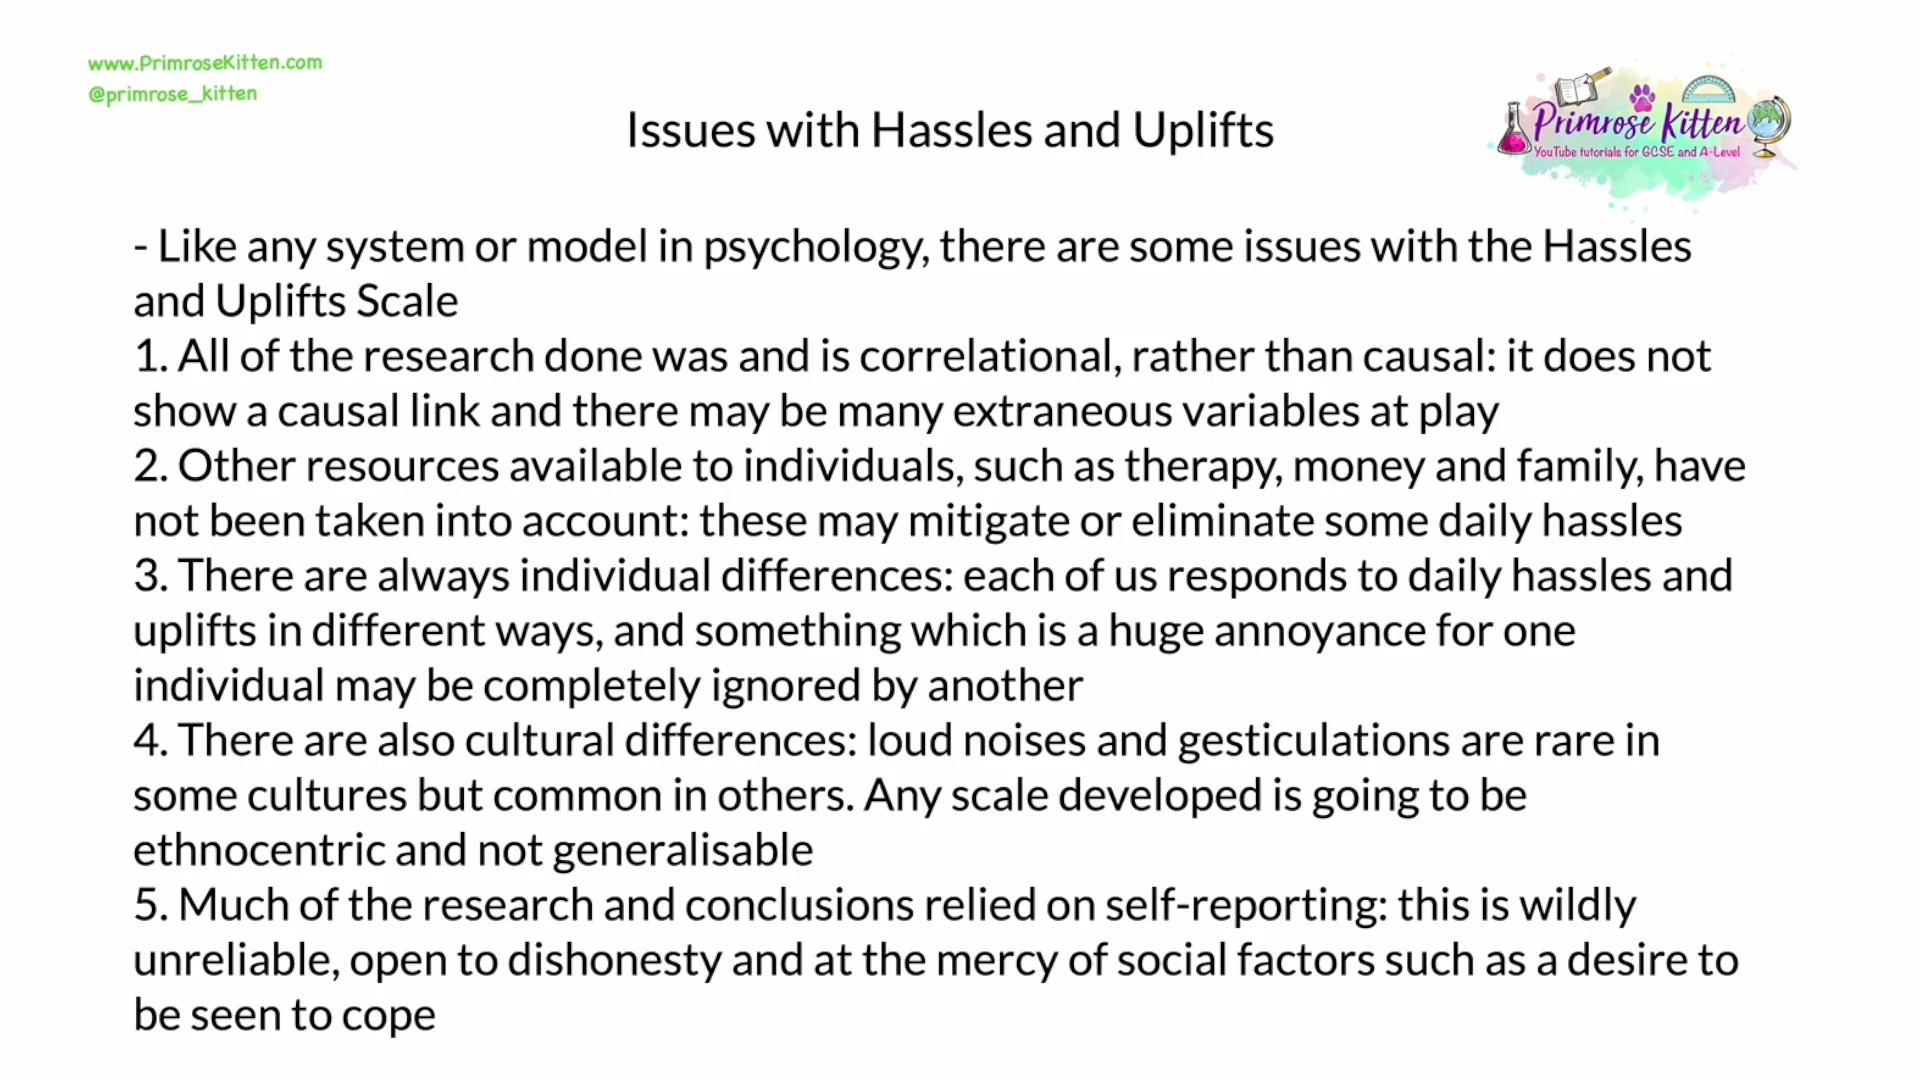 www.PrimroseKitten.com
@primrose_kitten
Issues with Hassles and Uplifts
Primrose Kitten
YouTube tutorials for GCSE and A-Level
- Like any system or model in psychology, there are some issues with the Hassles
and Uplifts Scale
1. All of the research done was and is correlational, rather than causal: it does not
show a causal link and there may be many extraneous variables at play
2. Other resources available to individuals, such as therapy, money and family, have
not been taken into account: these may mitigate or eliminate some daily hassles
3. There are always individual differences: each of us responds to daily hassles and
uplifts in different ways, and something which is a huge annoyance for one
individual may be completely ignored by another
4. There are also cultural differences: loud noises and gesticulations are rare in
some cultures but common in others. Any scale developed is going to be
ethnocentric and not generalisable
5. Much of the research and conclusions relied on self-reporting: this is wildly
unreliable, open to dishonesty and at the mercy of social factors such as a desire to
be seen to cope